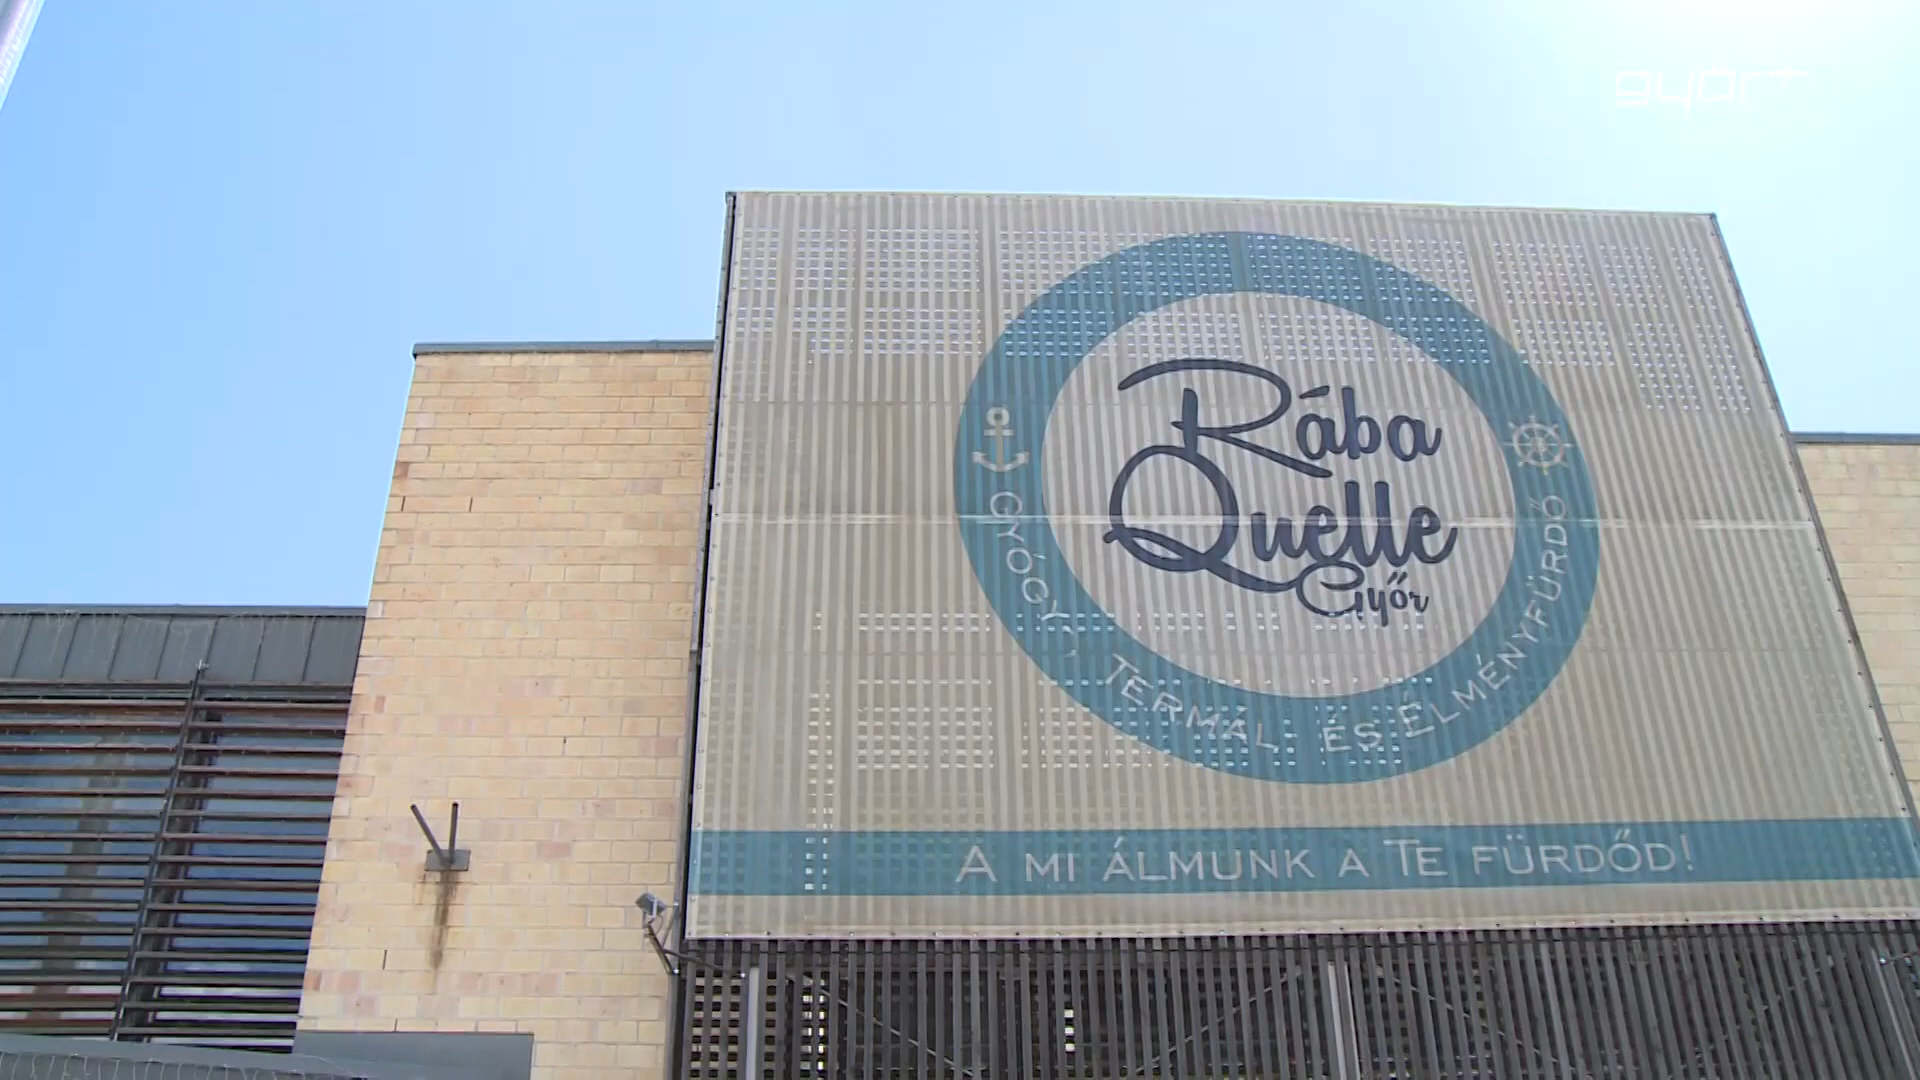 győr+
Rába
Quelle
Győr
GYÓGY, TERMÁL ÉS ÉLMÉNYFÜRDŐ
A MI ÁLMUNK A TE FÜRDŐD!